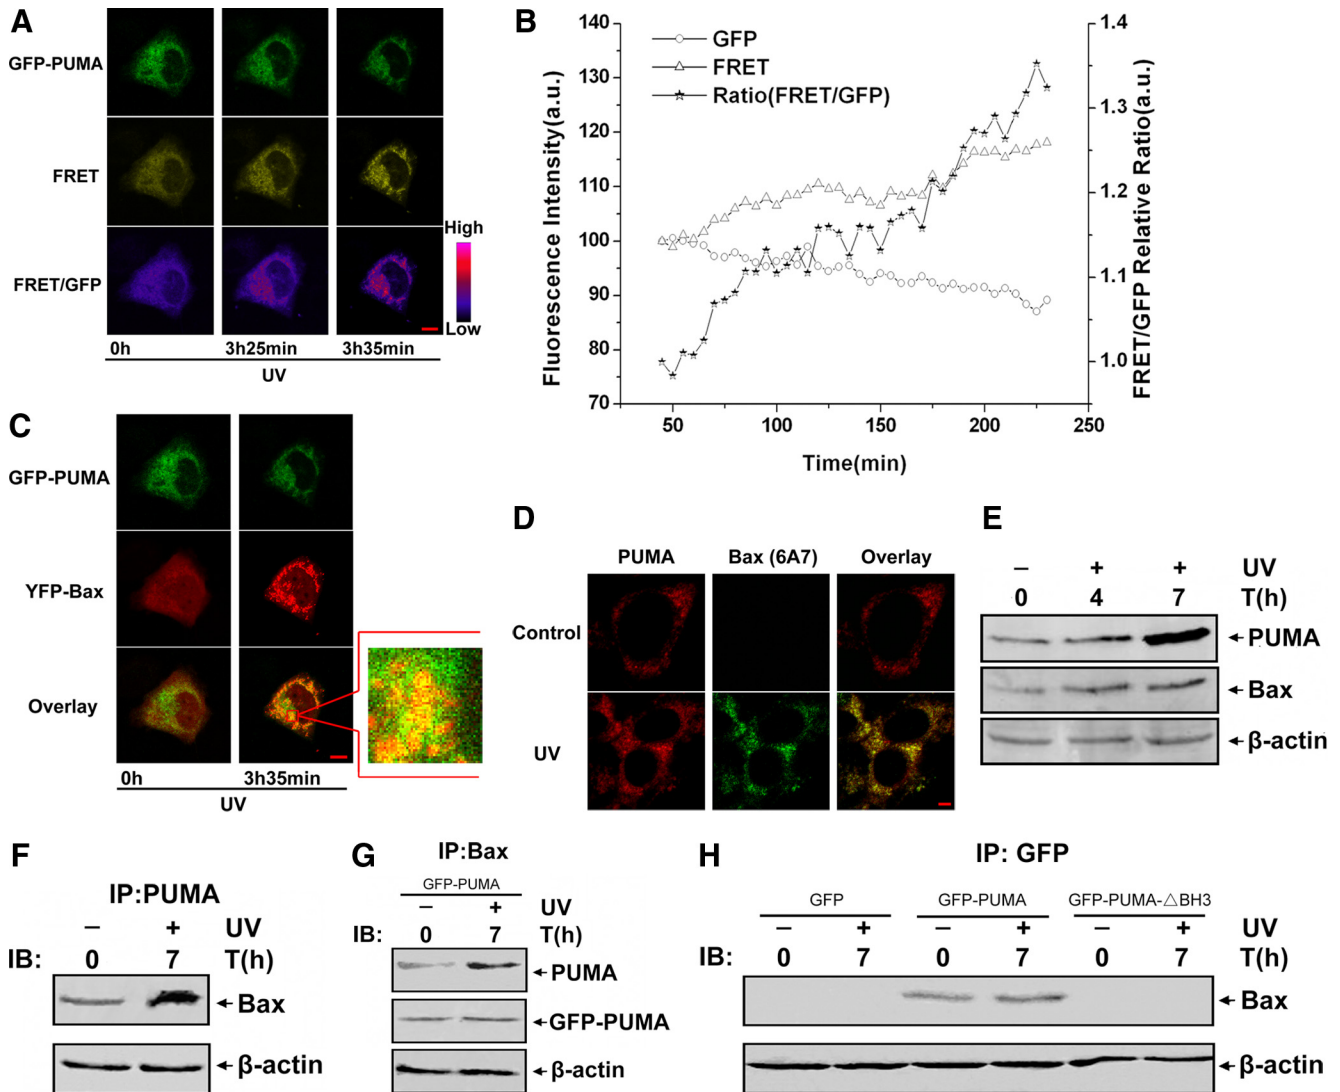 A
GFP-PUMA
FRET
FRET/GFP
High
Low
0h 3h25min 3h35min
UV
B
140
130
120
110
100
90
80
70
1.4
1.3
1.2
1.1
1.0
GFP
FRET
Ratio(FRET/GFP)
Fluorescence Intensity(a.u.)
FRET/GFP Relative Ratio(a.u.)
50 100 150 200 250
Time(min)
C
GFP-PUMA
YFP-Bax
Overlay
0h 3h35min
UV
D
PUMA Bax (6A7) Overlay
Control
UV
E
− + + UV
0 4 7 T(h)
PUMA
Bax
β-actin
F
IP:PUMA
− + UV
IB: 0 7 T(h)
Bax
β-actin
G
IP:Bax
GFP-PUMA
− + UV
IB: 0 7 T(h)
PUMA
GFP-PUMA
β-actin
H
IP: GFP
GFP GFP-PUMA GFP-PUMA-△BH3
− + − + − + UV
IB: 0 7 0 7 0 7 T(h)
Bax
β-actin